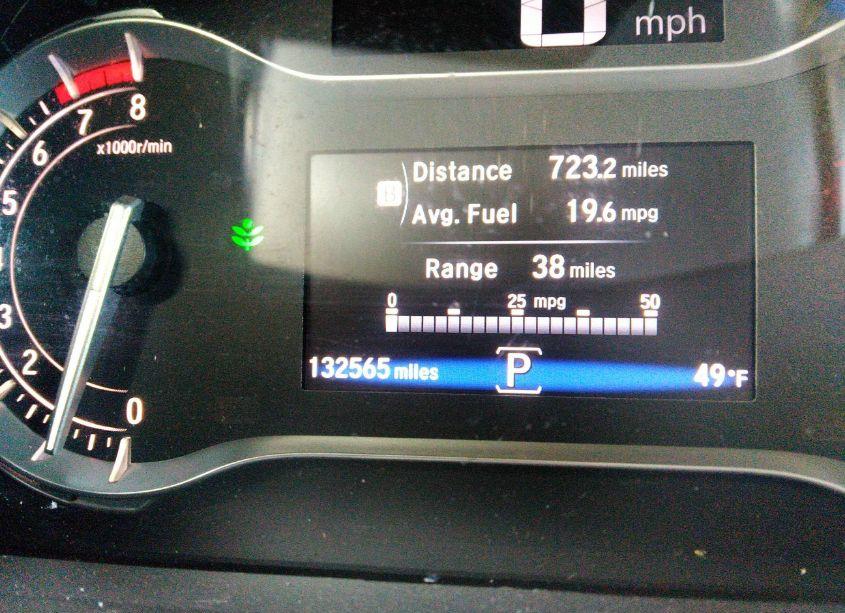 0 mph
8
7
6
5
3
2
0
x1000r/min
B
Distance 723.2 miles
Avg. Fuel 19.6 mpg
Range 38 miles
0 25 mpg 50
132565 miles P 49°F